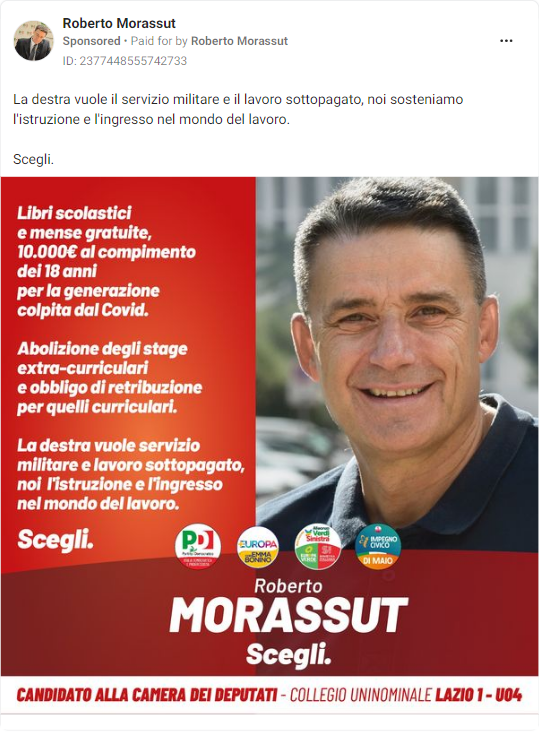 Roberto Morassut
Sponsored • Paid for by Roberto Morassut
ID: 2377448555742733
La destra vuole il servizio militare e il lavoro sottopagato, noi sosteniamo
l'istruzione e l'ingresso nel mondo del lavoro.
Scegli.
Libri scolastici
e mense gratuite,
10.000€ al compimento
dei 18 anni
per la generazione
colpita dal Covid.
Abolizione degli stage
extra-curriculari
e obbligo di retribuzione
per quelli curriculari.
La destra vuole servizio
militare e lavoro sottopagato,
noi l'istruzione e l'ingresso
nel mondo del lavoro.
Scegli.
PD
Partito Democratico
+EUROPA
EMMA
BONINO
Alleanza
Verdi
Sinistra
EUROPA
VERDE
IMPEGNO
CIVICO
DI MAIO
Roberto
MORASSUT
Scegli.
CANDIDATO ALLA CAMERA DEI DEPUTATI - COLLEGIO UNINOMINALE LAZIO 1 - U04